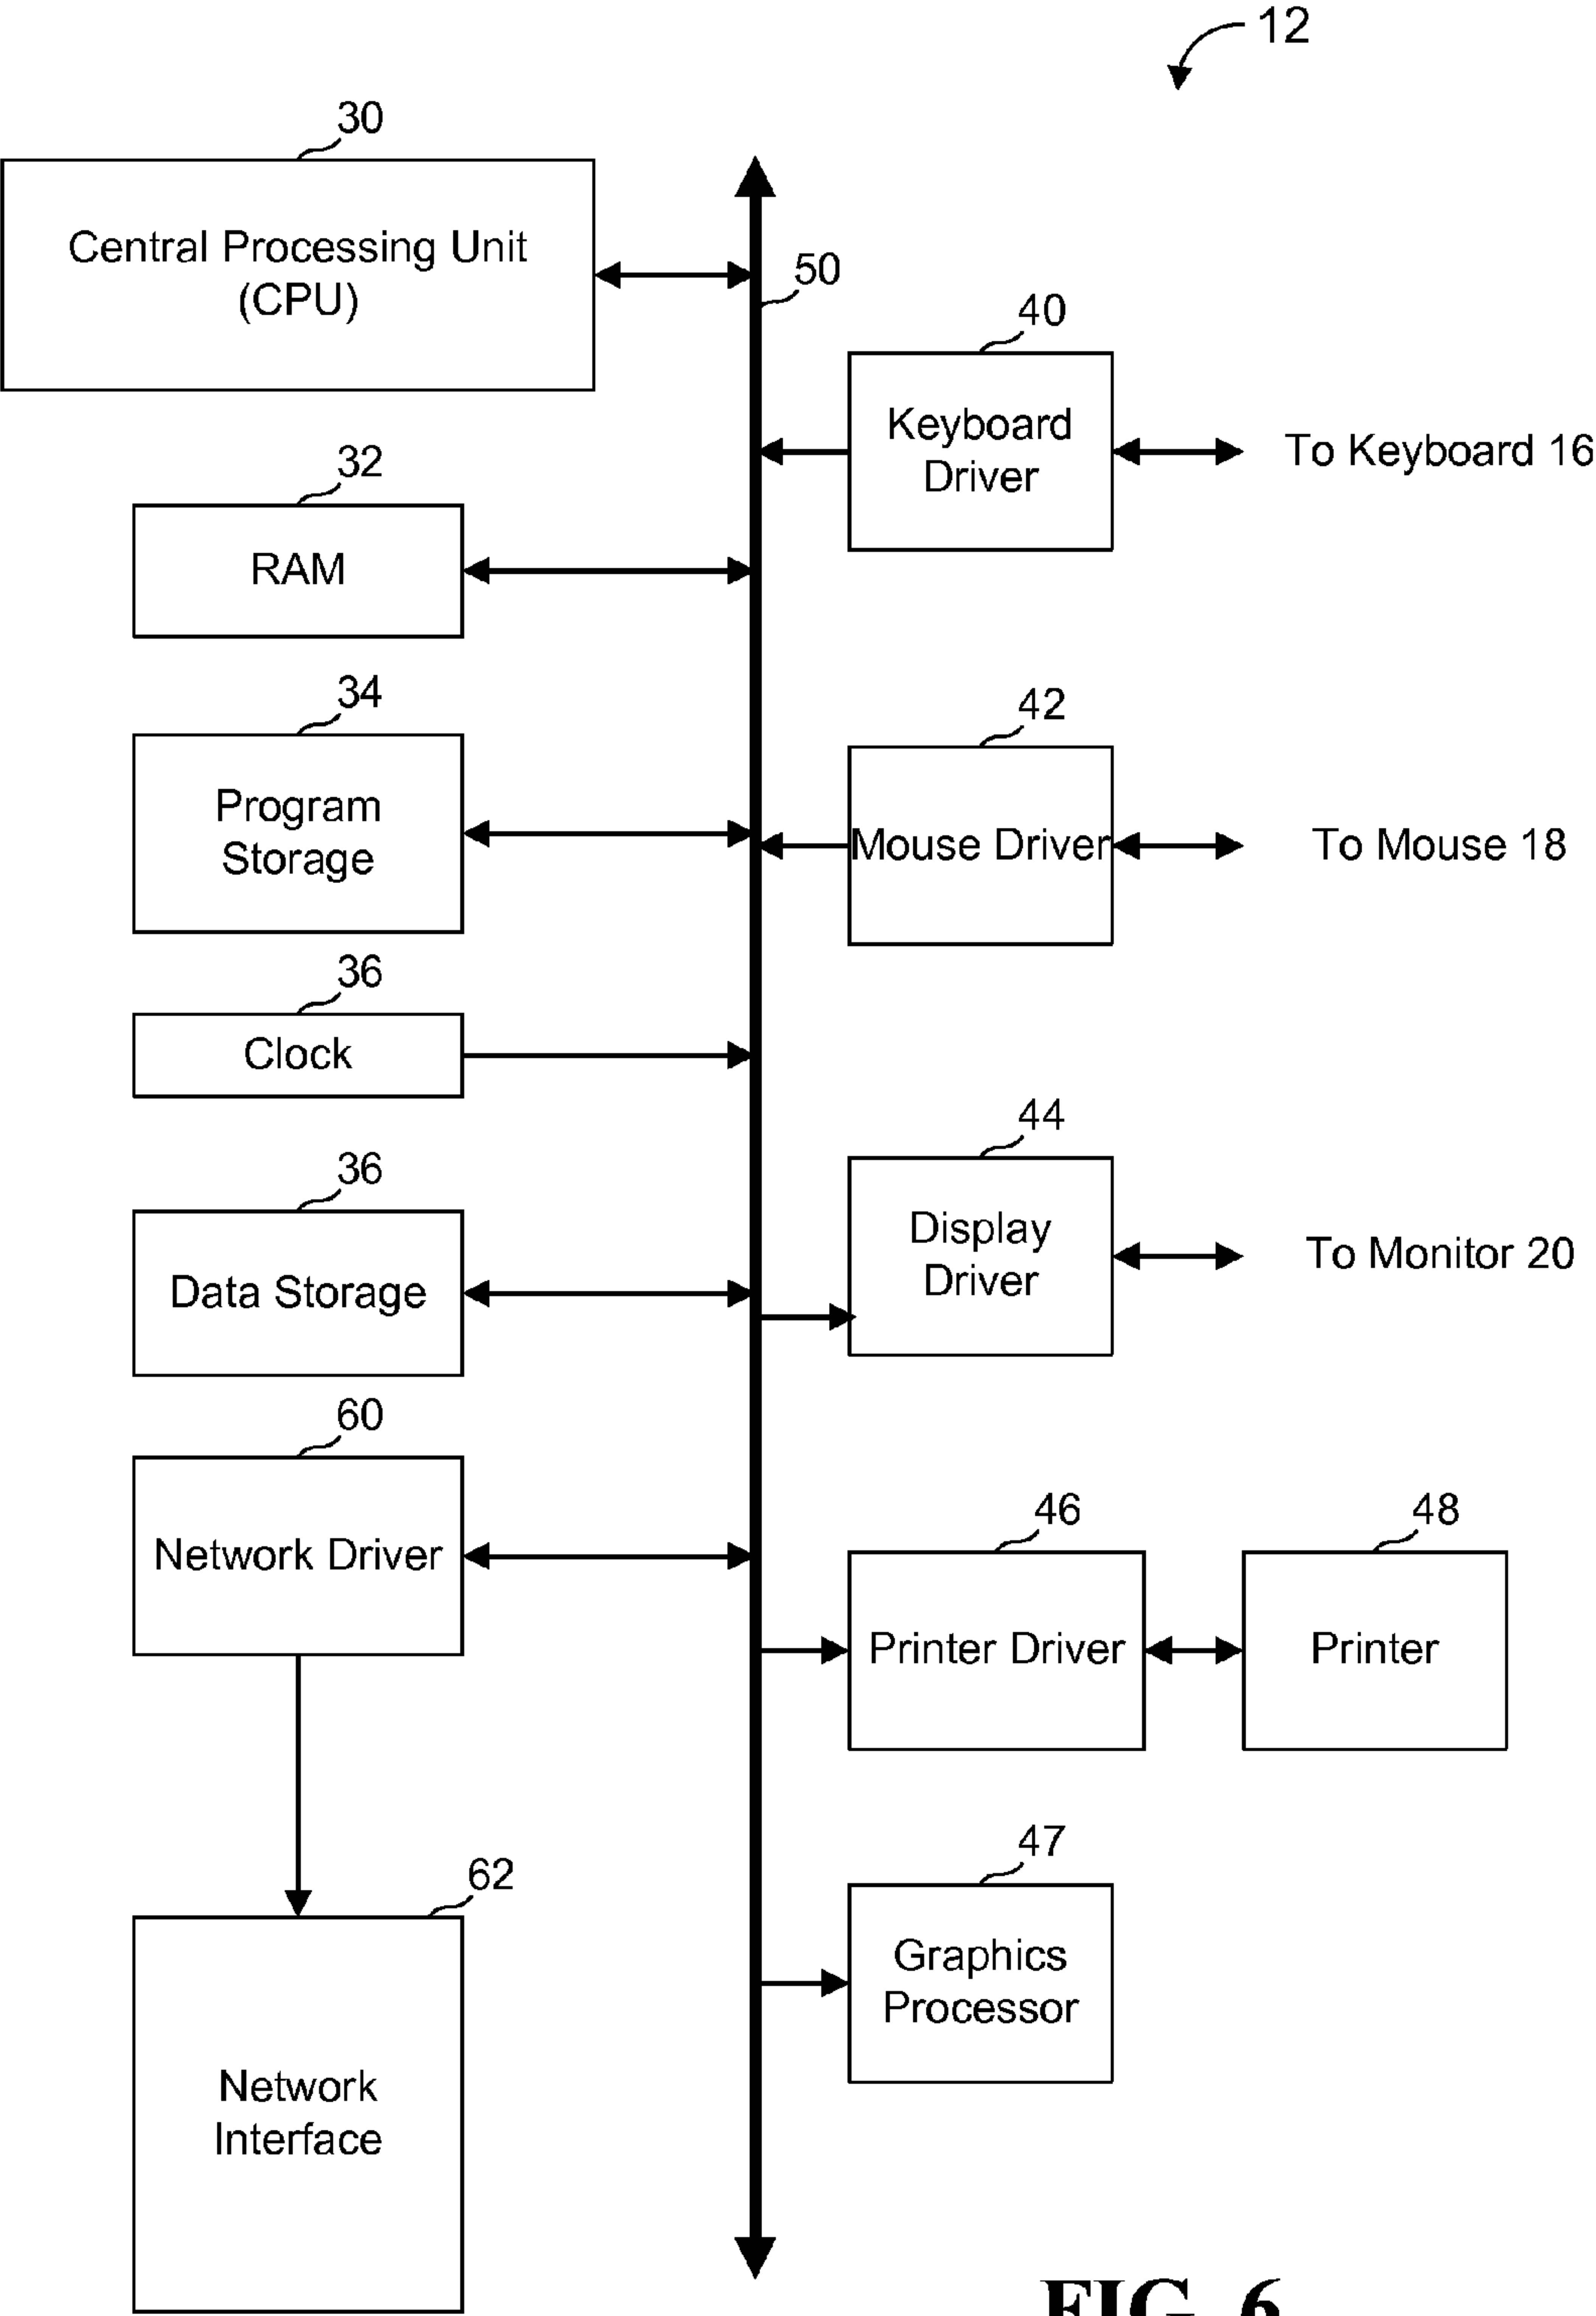 12
30
Central Processing Unit
(CPU)
50
40
Keyboard
Driver
To Keyboard 16
32
RAM
34
Program
Storage
42
Mouse Driver
To Mouse 18
36
Clock
44
Display
Driver
To Monitor 20
36
Data Storage
60
Network Driver
46
Printer Driver
48
Printer
47
Graphics
Processor
62
Network
Interface
FIG. 6